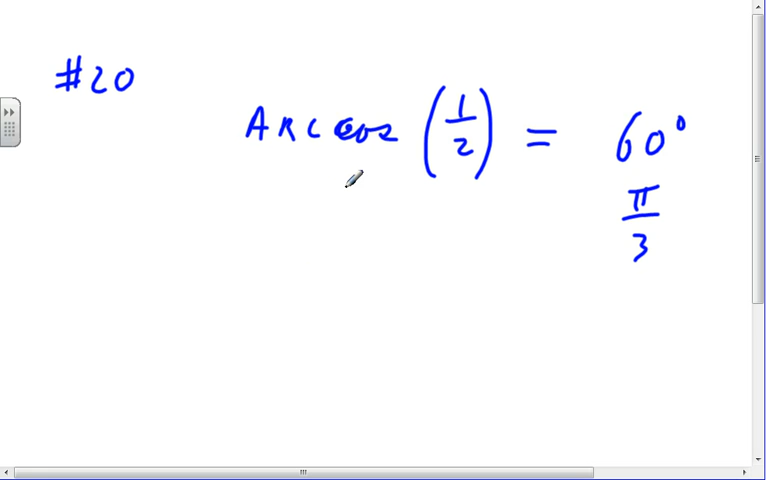 #20
ARCcos (1/2) = 60°
π/3